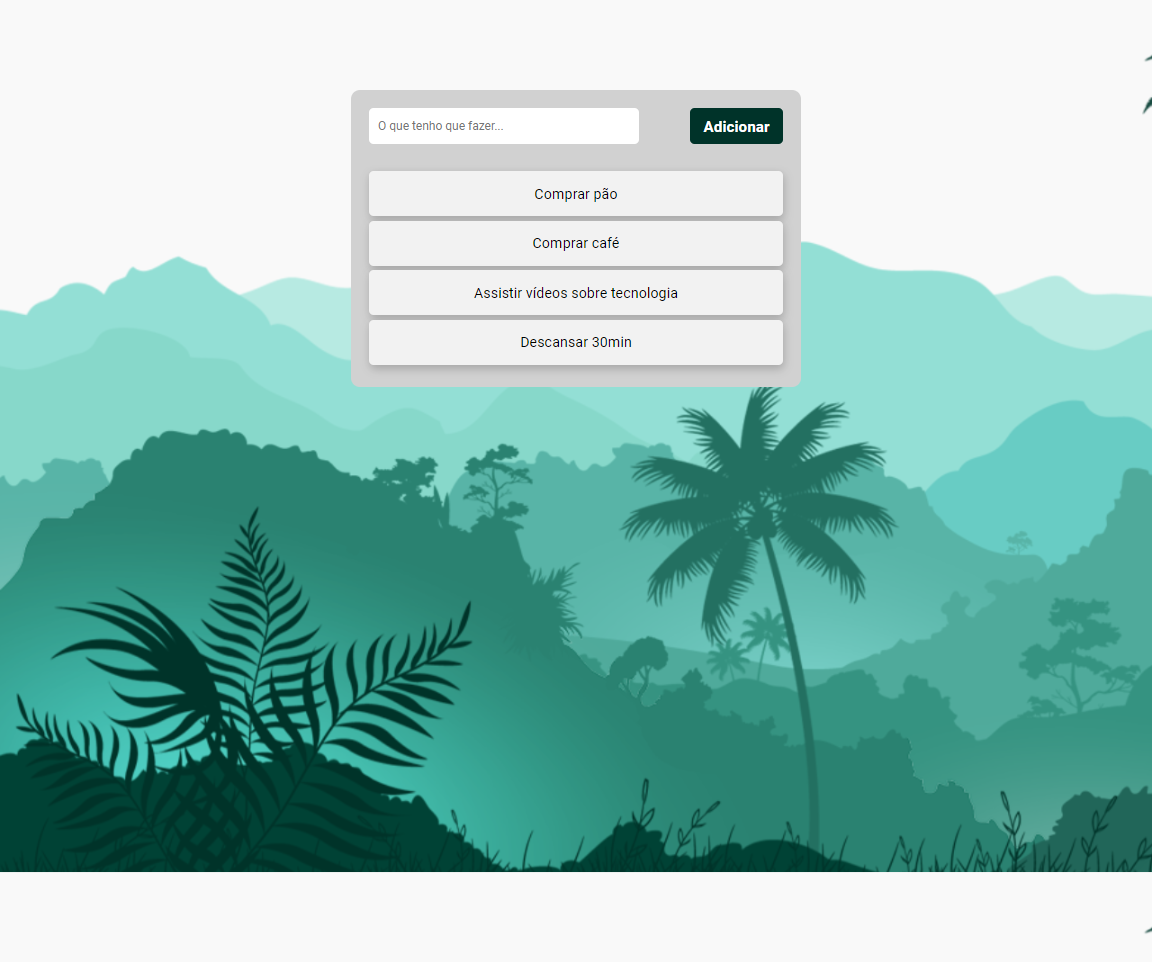 O que tenho que fazer...
Adicionar
Comprar pão
Comprar café
Assistir vídeos sobre tecnologia
Descansar 30min